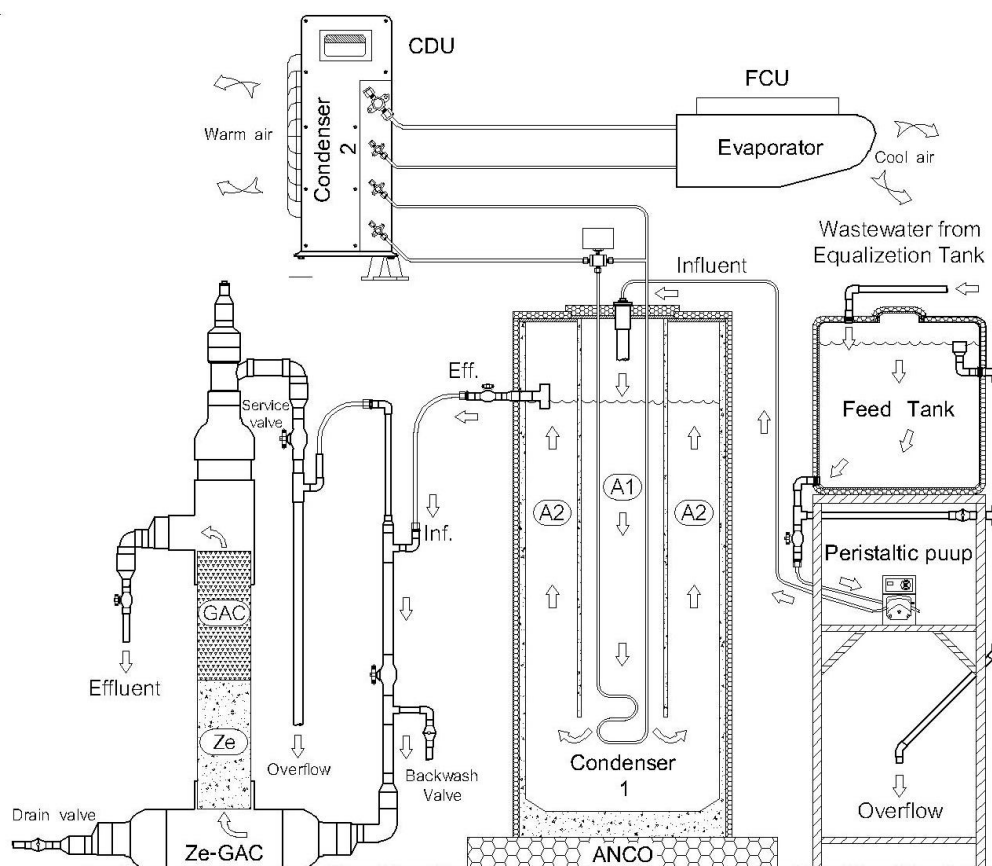 CDU
FCU
Warm air
Condenser
2
Evaporator
Cool air
Wastewater from
Equalizetion Tank
Influent
Eff.
Service
valve
Feed Tank
A1
A2
A2
Inf.
Peristaltic puup
GAC
Effluent
Ze
Overflow
Backwash
Valve
Condenser
1
Overflow
Drain valve
Ze-GAC
ANCO